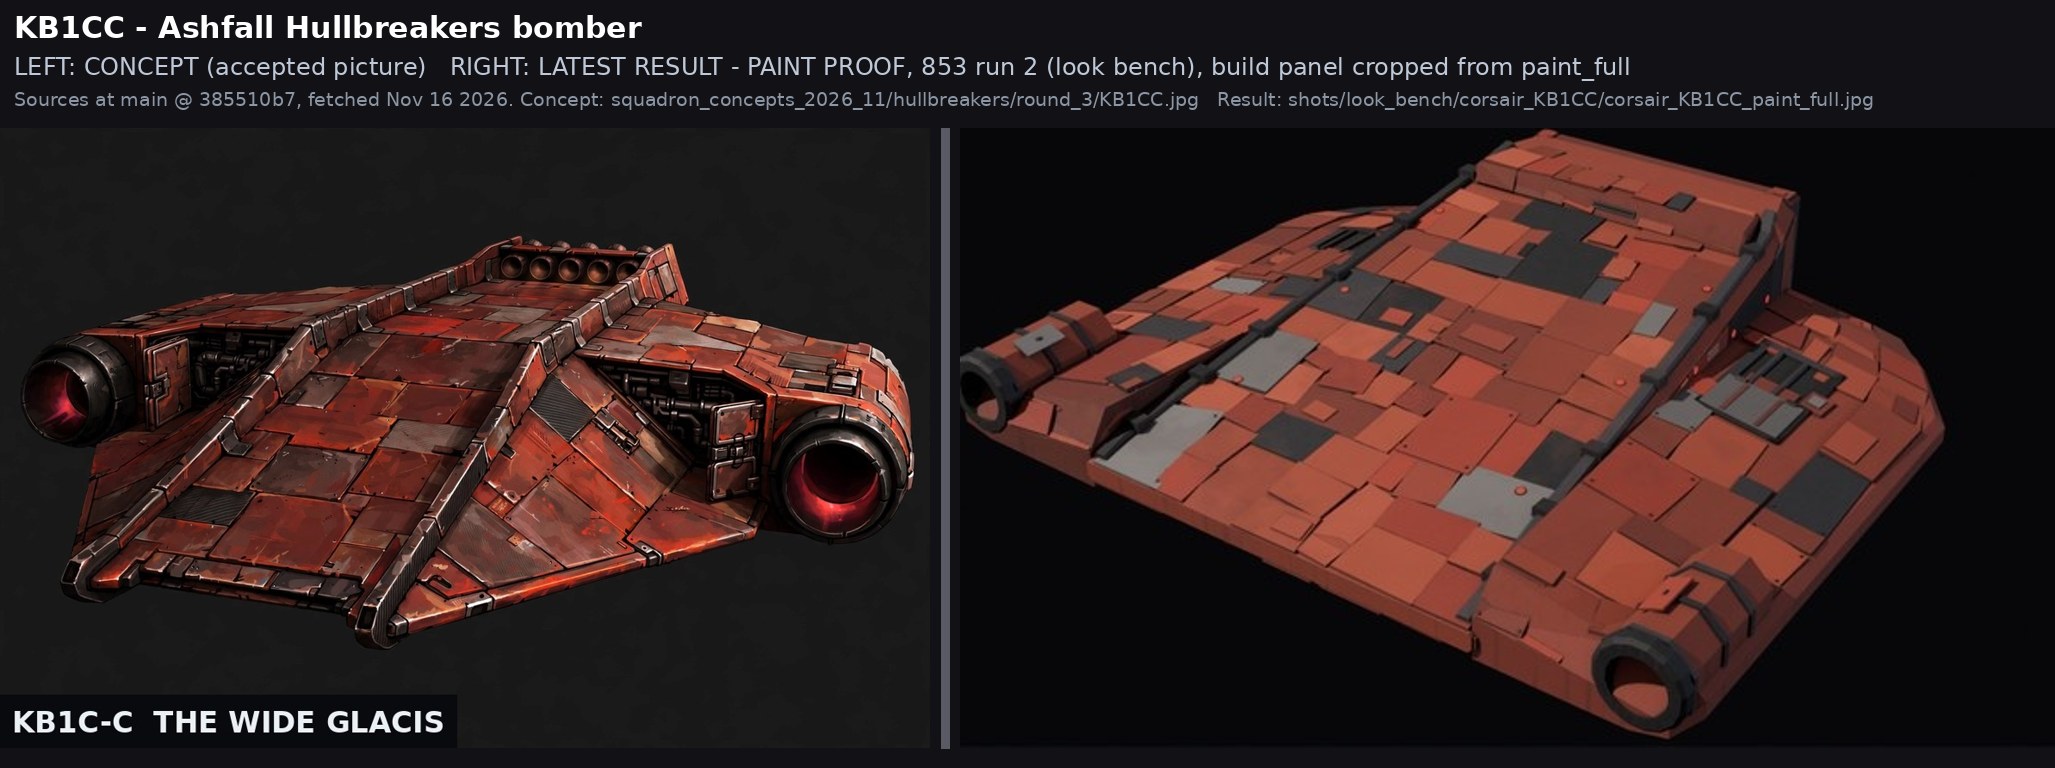 KB1CC - Ashfall Hullbreakers bomber
LEFT: CONCEPT (accepted picture)   RIGHT: LATEST RESULT - PAINT PROOF, 853 run 2 (look bench), build panel cropped from paint_full
Sources at main @ 385510b7, fetched Nov 16 2026. Concept: squadron_concepts_2026_11/hullbreakers/round_3/KB1CC.jpg   Result: shots/look_bench/corsair_KB1CC/corsair_KB1CC_paint_full.jpg
KB1C-C  THE WIDE GLACIS